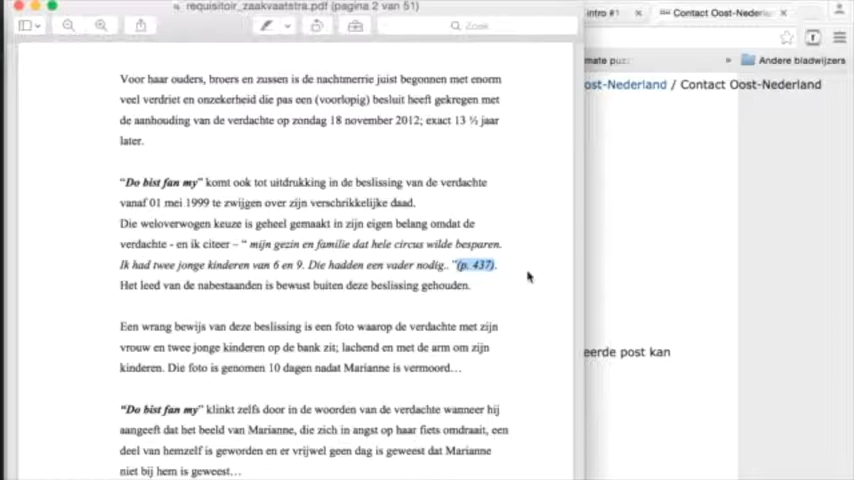 requisitoir_zaakvaatstra.pdf (pagina 2 van 51)
Zoek
intro #1
Contact Oost-Nederla
mate puz
»
Andere bladwijzers
ost-Nederland / Contact Oost-Nederland
Voor haar ouders, broers en zussen is de nachtmerrie juist begonnen met enorm
veel verdriet en onzekerheid die pas een (voorlopig) besluit heeft gekregen met
de aanhouding van de verdachte op zondag 18 november 2012; exact 13 ½ jaar
later.
“Do bist fan my” komt ook tot uitdrukking in de beslissing van de verdachte
vanaf 01 mei 1999 te zwijgen over zijn verschrikkelijke daad.
Die weloverwogen keuze is geheel gemaakt in zijn eigen belang omdat de
verdachte - en ik citeer – “ mijn gezin en familie dat hele circus wilde besparen.
Ik had twee jonge kinderen van 6 en 9. Die hadden een vader nodig.. ”(p. 437).
Het leed van de nabestaanden is bewust buiten deze beslissing gehouden.
Een wrang bewijs van deze beslissing is een foto waarop de verdachte met zijn
vrouw en twee jonge kinderen op de bank zit; lachend en met de arm om zijn
kinderen. Die foto is genomen 10 dagen nadat Marianne is vermoord…
eerde post kan
“Do bist fan my” klinkt zelfs door in de woorden van de verdachte wanneer hij
aangeeft dat het beeld van Marianne, die zich in angst op haar fiets omdraait, een
deel van hemzelf is geworden en er vrijwel geen dag is geweest dat Marianne
niet bij hem is geweest…